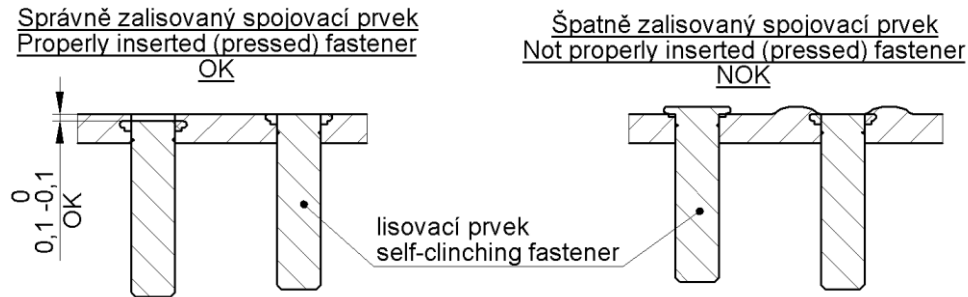 Správně zalisovaný spojovací prvek
Properly inserted (pressed) fastener
OK
Špatně zalisovaný spojovací prvek
Not properly inserted (pressed) fastener
NOK
0
0,1 -0,1
OK
lisovací prvek
self-clinching fastener